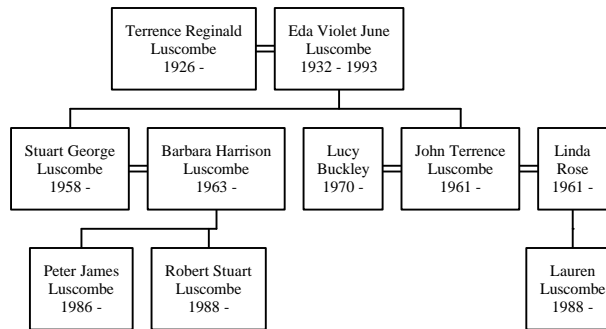 Terrence Reginald
Luscombe
1926 -
Eda Violet June
Luscombe
1932 - 1993
Stuart George
Luscombe
1958 -
Barbara Harrison
Luscombe
1963 -
Lucy
Buckley
1970 -
John Terrence
Luscombe
1961 -
Linda
Rose
1961 -
Peter James
Luscombe
1986 -
Robert Stuart
Luscombe
1988 -
Lauren
Luscombe
1988 -